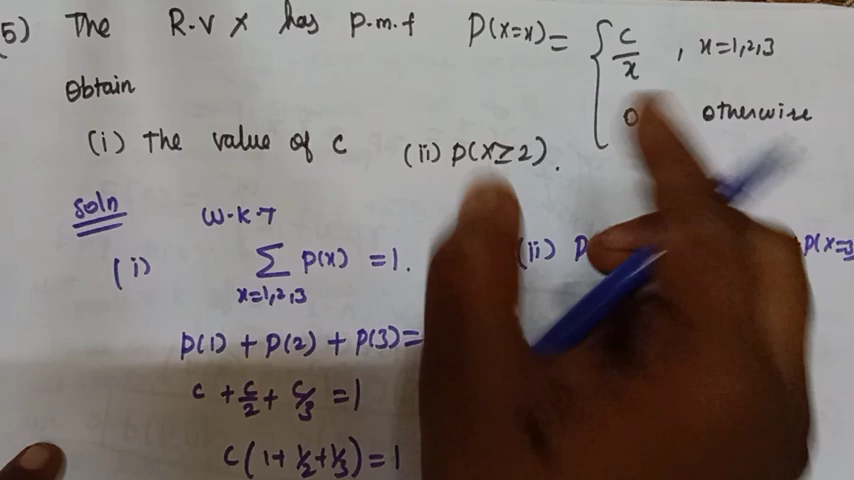 5) The R.V X has p.m.f P(X=x) = { c/x , x=1,2,3
0 otherwise
Obtain
(i) The value of c (ii) P(X≥2).
Soln W.K.T
(i) Σ P(x) = 1. (ii) P P(X=3
x=1,2,3
P(1) + P(2) + P(3) =
c + c/2 + c/3 = 1
c(1+1/2+1/3) = 1